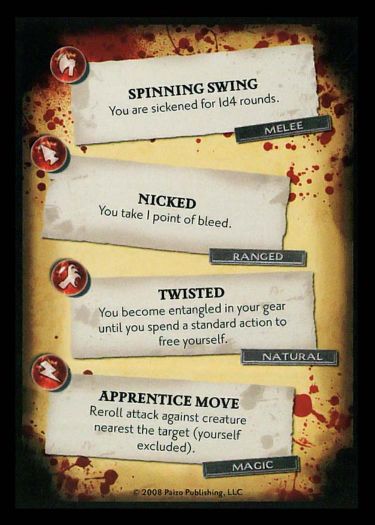 SPINNING SWING
You are sickened for 1d4 rounds.
MELEE
NICKED
You take 1 point of bleed.
RANGED
TWISTED
You become entangled in your gear
until you spend a standard action to
free yourself.
NATURAL
APPRENTICE MOVE
Reroll attack against creature
nearest the target (yourself
excluded).
MAGIC
© 2008 Paizo Publishing, LLC